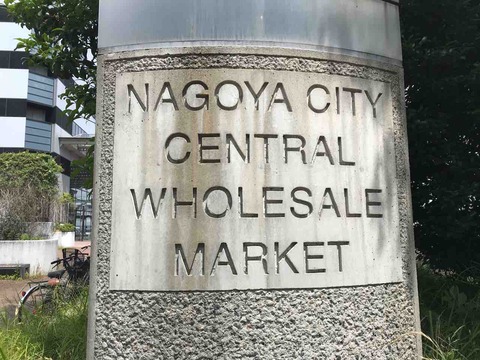 NAGOYA CITY
CENTRAL
WHOLESALE
MARKET